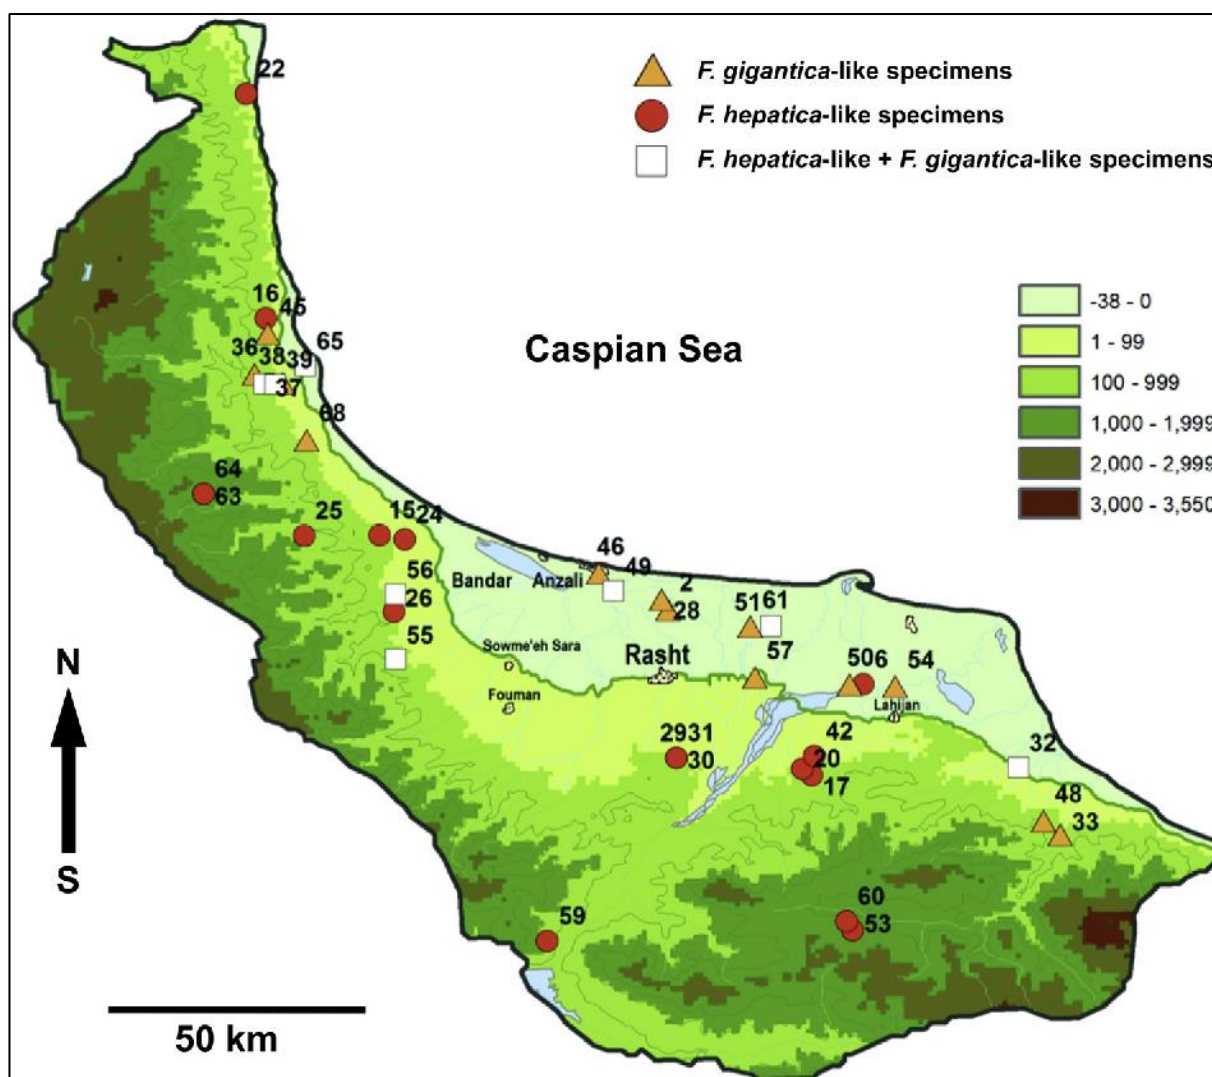 22
F. gigantica-like specimens
F. hepatica-like specimens
F. hepatica-like + F. gigantica-like specimens
-38 - 0
1 - 99
100 - 999
1,000 - 1,999
2,000 - 2,999
3,000 - 3,550
16
45
Caspian Sea
65
36
38
39
37
68
64
63
25
15
24
56
26
55
46
49
Bandar Anzali
2
28
51
61
Sowme'eh Sara
Rasht
57
50
6
54
Fouman
Lahijan
N
S
29
31
30
42
20
17
32
48
33
59
60
53
50 km